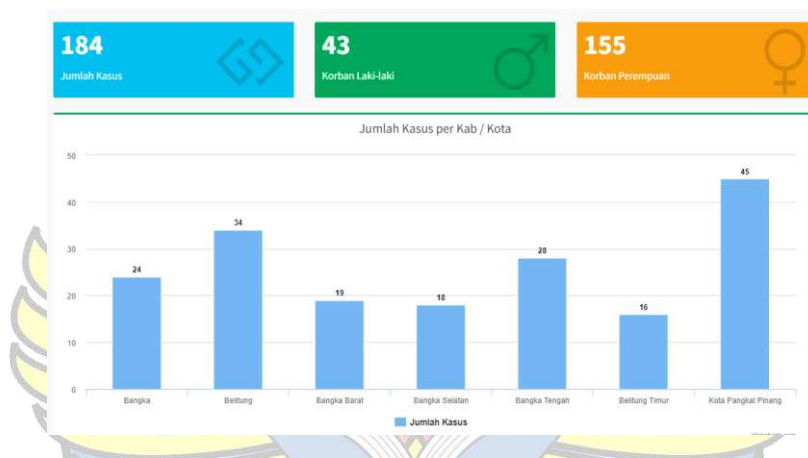 184
Jumlah Kasus
43
Korban Laki-laki
155
Korban Perempuan
Jumlah Kasus per Kab / Kota
50
40
30
20
10
0
24
34
19
18
28
16
45
Bangka
Belitung
Bangka Barat
Bangka Selatan
Bangka Tengah
Belitung Timur
Kota Pangkal Pinang
Jumlah Kasus